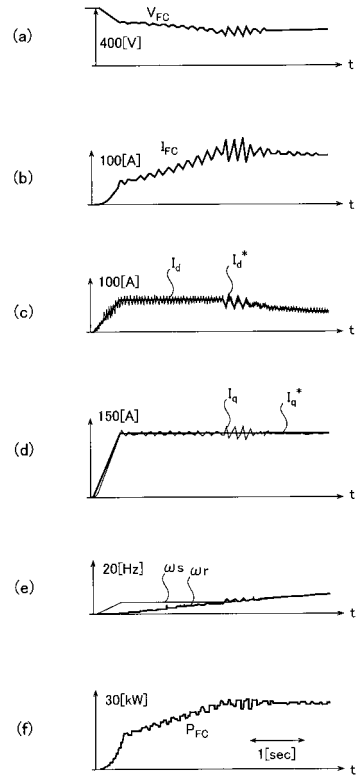 (a)
400[V]
V_FC
t
(b)
100[A]
I_FC
t
(c)
100[A]
I_d
I_d*
t
(d)
150[A]
I_q
I_q*
t
(e)
20[Hz]
ωs
ωr
t
(f)
30[kW]
P_FC
1[sec]
t